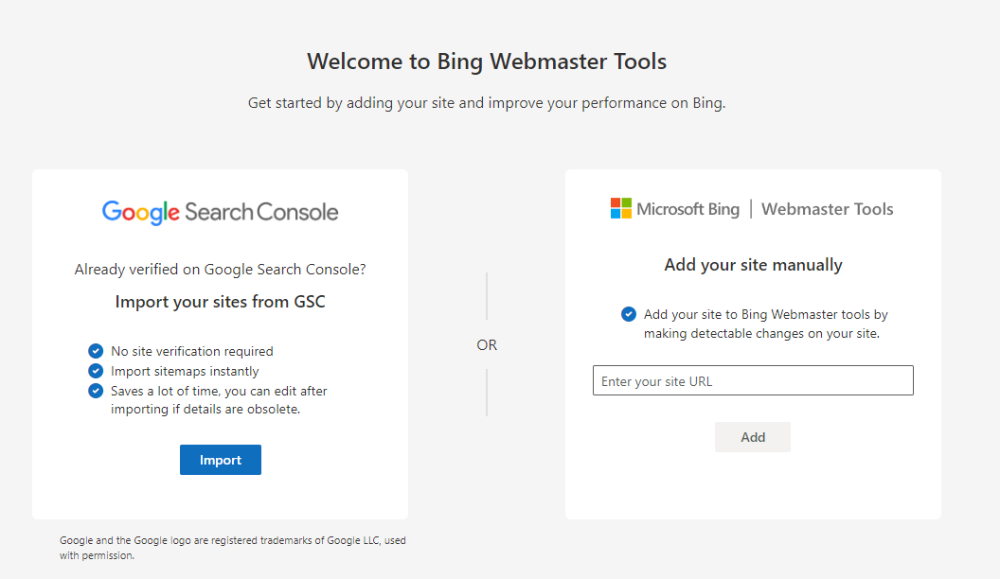 Welcome to Bing Webmaster Tools
Get started by adding your site and improve your performance on Bing.
Google Search Console
Already verified on Google Search Console?
Import your sites from GSC
No site verification required
Import sitemaps instantly
Saves a lot of time, you can edit after
importing if details are obsolete.
Import
Google and the Google logo are registered trademarks of Google LLC, used
with permission.
OR
Microsoft Bing | Webmaster Tools
Add your site manually
Add your site to Bing Webmaster tools by
making detectable changes on your site.
Enter your site URL
Add